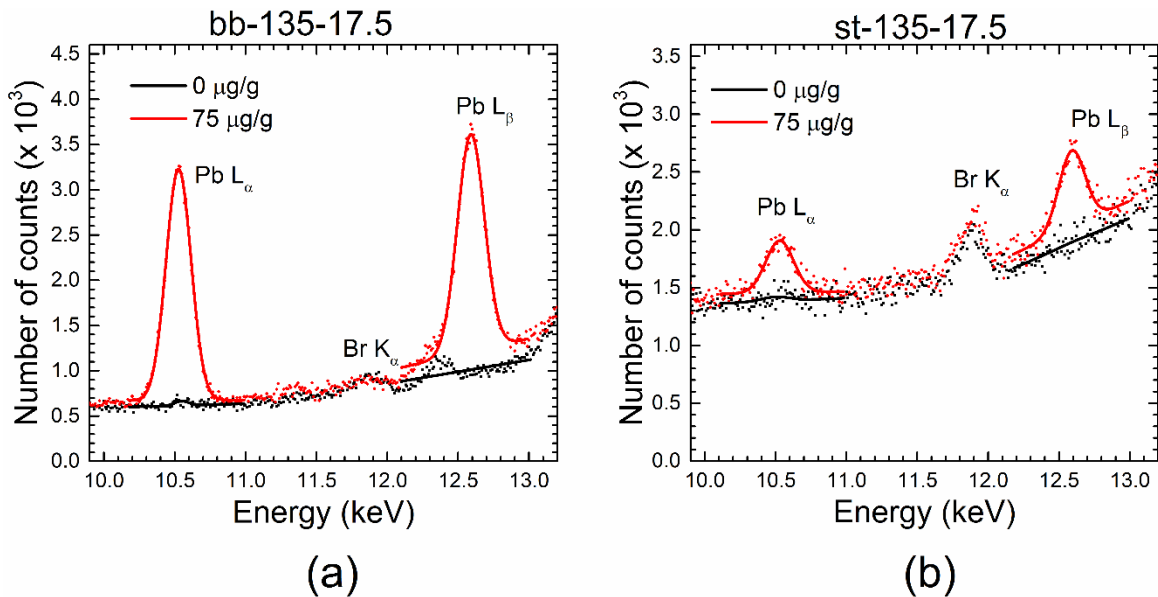 bb-135-17.5
4.5
4.0
3.5
3.0
2.5
2.0
1.5
1.0
0.5
0.0
Number of counts (x 10³)
0 μg/g
75 μg/g
Pb Lα
Br Kα
Pb Lβ
10.0 10.5 11.0 11.5 12.0 12.5 13.0
Energy (keV)
(a)
st-135-17.5
3.5
3.0
2.5
2.0
1.5
1.0
0.5
0.0
Number of counts (x 10³)
0 μg/g
75 μg/g
Pb Lα
Br Kα
Pb Lβ
10.0 10.5 11.0 11.5 12.0 12.5 13.0
Energy (keV)
(b)